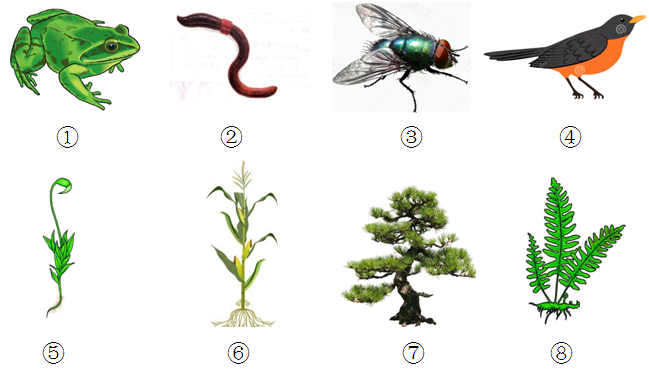 ① ② ③ ④
⑤ ⑥ ⑦ ⑧